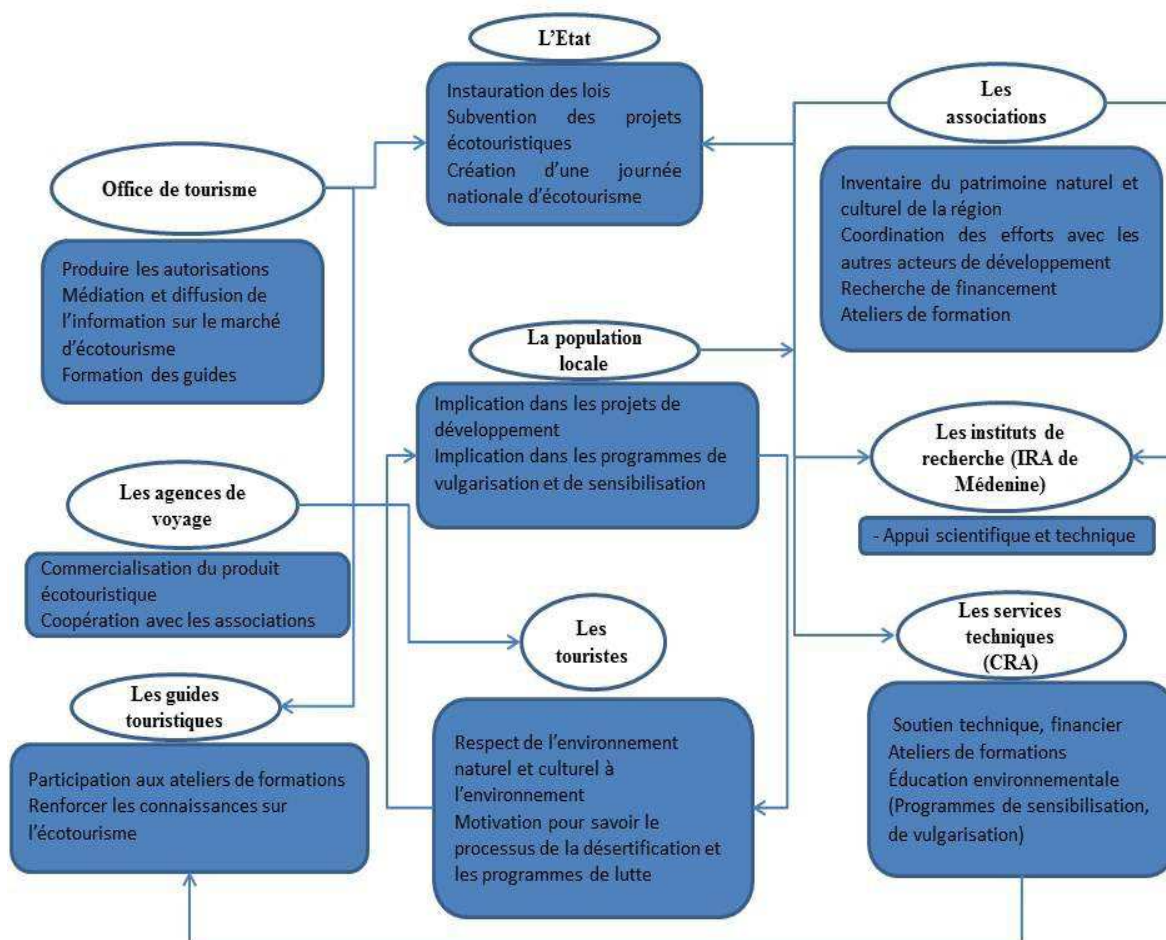 L'Etat
Instauration des lois
Subvention des projets
écotouristiques
Création d'une journée
nationale d'écotourisme
Les
associations
Inventaire du patrimoine naturel et
culturel de la région
Coordination des efforts avec les
autres acteurs de développement
Recherche de financement
Ateliers de formation
Office de tourisme
Produire les autorisations
Médiation et diffusion de
l'information sur le marché
d'écotourisme
Formation des guides
La population
locale
Implication dans les projets de
développement
Implication dans les programmes de
vulgarisation et de sensibilisation
Les instituts de
recherche (IRA de
Médenine)
- Appui scientifique et technique
Les agences de
voyage
Commercialisation du produit
écotouristique
Coopération avec les associations
Les
touristes
Respect de l'environnement
naturel et culturel à
l'environnement
Motivation pour savoir le
processus de la désertification et
les programmes de lutte
Les services
techniques
(CRA)
Soutien technique, financier
Ateliers de formations
Éducation environnementale
(Programmes de sensibilisation,
de vulgarisation)
Les guides
touristiques
Participation aux ateliers de formations
Renforcer les connaissances sur
l'écotourisme